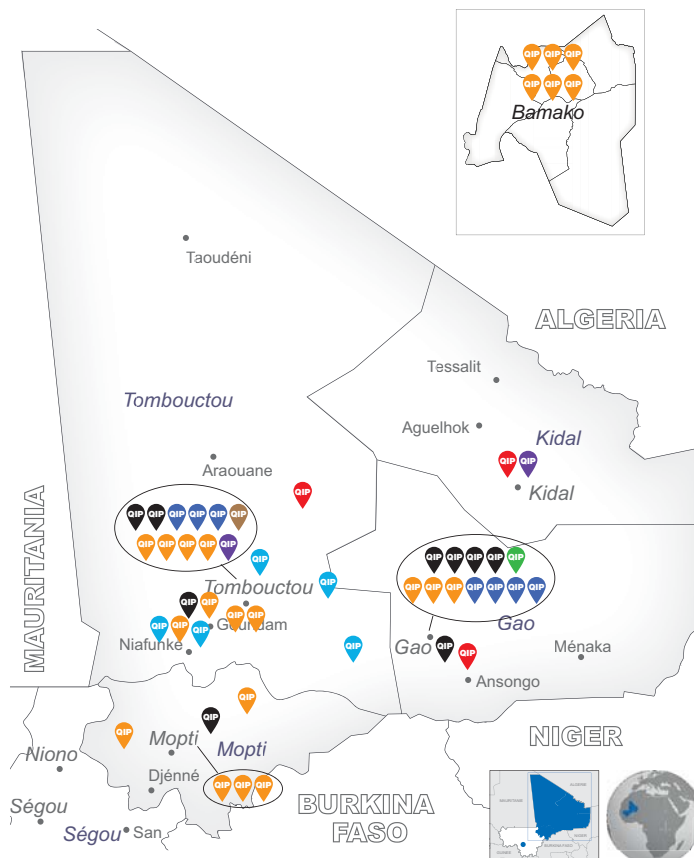 QIP QIP QIP
QIP QIP QIP
Bamako
Taoudéni
ALGERIA
Tessalit
Tombouctou
Aguelhok
Kidal
Araouane
QIP QIP
Kidal
QIP
MAURITANIA
QIP QIP QIP QIP QIP QIP
QIP QIP QIP QIP QIP
QIP QIP QIP QIP QIP
QIP QIP QIP QIP QIP QIP QIP
QIP
QIP
Tombouctou
QIP QIP
QIP QIP
Goundam
Gao
QIP QIP QIP
Niafunke
QIP
Gao
QIP
QIP
Ménaka
Ansongo
QIP
QIP
QIP
NIGER
Mopti
Mopti
Niono
Djénné
QIP QIP QIP
BURKINA
FASO
Ségou
Ségou
San
MAURITANIE
ALGERIE
NIGER